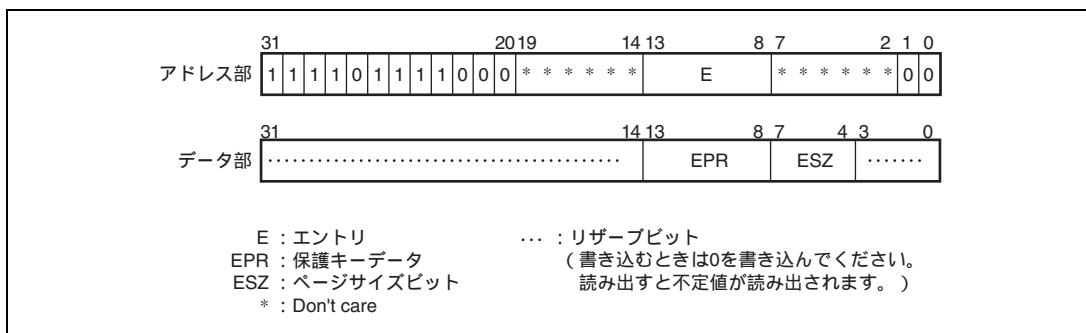 31 20 19 14 13 8 7 2 1 0
アドレス部 1 1 1 1 0 1 1 1 1 0 0 0 * * * * * * E * * * * * * 0 0
31 14 13 8 7 4 3 0
データ部 ……………………………… EPR ESZ ‥‥‥‥
E : エントリ
EPR : 保護キーデータ
ESZ : ページサイズビット
* : Don't care
… : リザーブビット
(書き込むときは0を書き込んでください。
読み出すと不定値が読み出されます。)